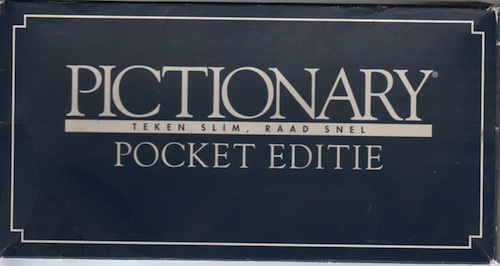 PICTIONARY®
TEKEN SLIM, RAAD SNEL
POCKET EDITIE